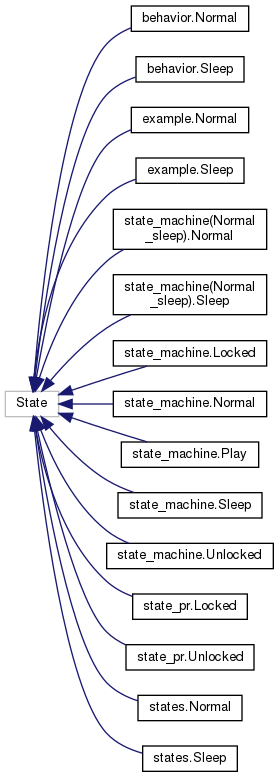 behavior.Normal
behavior.Sleep
example.Normal
example.Sleep
state_machine(Normal
_sleep).Normal
state_machine(Normal
_sleep).Sleep
state_machine.Locked
State
state_machine.Normal
state_machine.Play
state_machine.Sleep
state_machine.Unlocked
state_pr.Locked
state_pr.Unlocked
states.Normal
states.Sleep